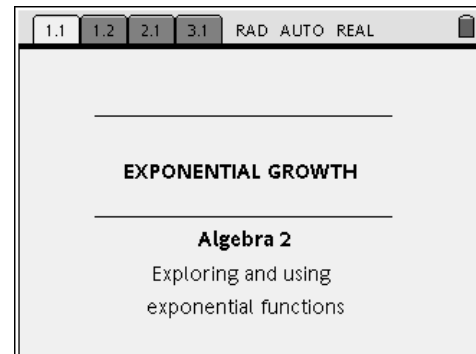 1.1 1.2 2.1 3.1 RAD AUTO REAL
EXPONENTIAL GROWTH
Algebra 2
Exploring and using
exponential functions